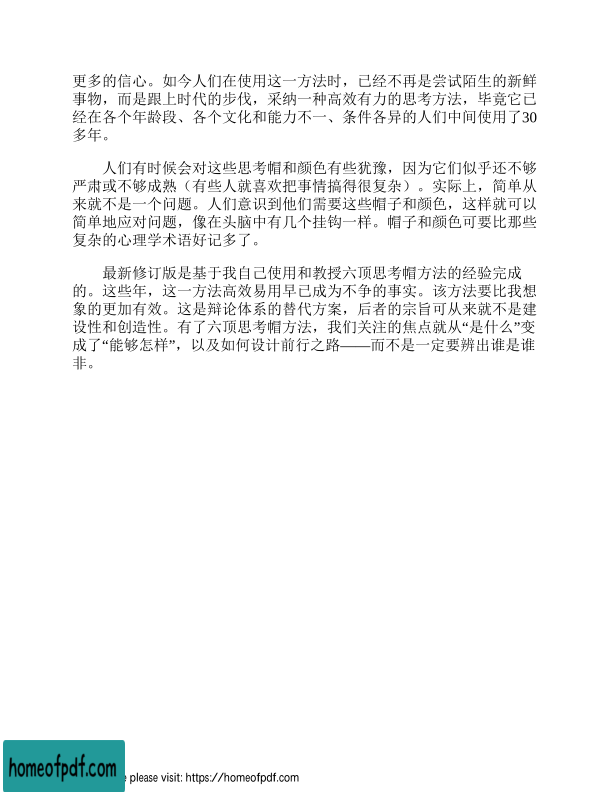 更多的信心。如今人们在使用这一方法时，已经不再是尝试陌生的新鲜
事物，而是跟上时代的步伐，采纳一种高效有力的思考方法，毕竟它已
经在各个年龄段、各个文化和能力不一、条件各异的人们中间使用了30
多年。
人们有时候会对这些思考帽和颜色有些犹豫，因为它们似乎还不够
严肃或不够成熟（有些人就喜欢把事情搞得很复杂）。实际上，简单从
来就不是一个问题。人们意识到他们需要这些帽子和颜色，这样就可以
简单地应对问题，像在头脑中有几个挂钩一样。帽子和颜色可要比那些
复杂的心理学术语好记多了。
最新修订版是基于我自己使用和教授六顶思考帽方法的经验完成
的。这些年，这一方法高效易用早已成为不争的事实。该方法要比我想
象的更加有效。这是辩论体系的替代方案，后者的宗旨可从来就不是建
设性和创造性。有了六顶思考帽方法，我们关注的焦点就从“是什么”变
成了“能够怎样”，以及如何设计前行之路——而不是一定要辨出谁是谁
非。
homeofpdf.com
e please visit: https://homeofpdf.com